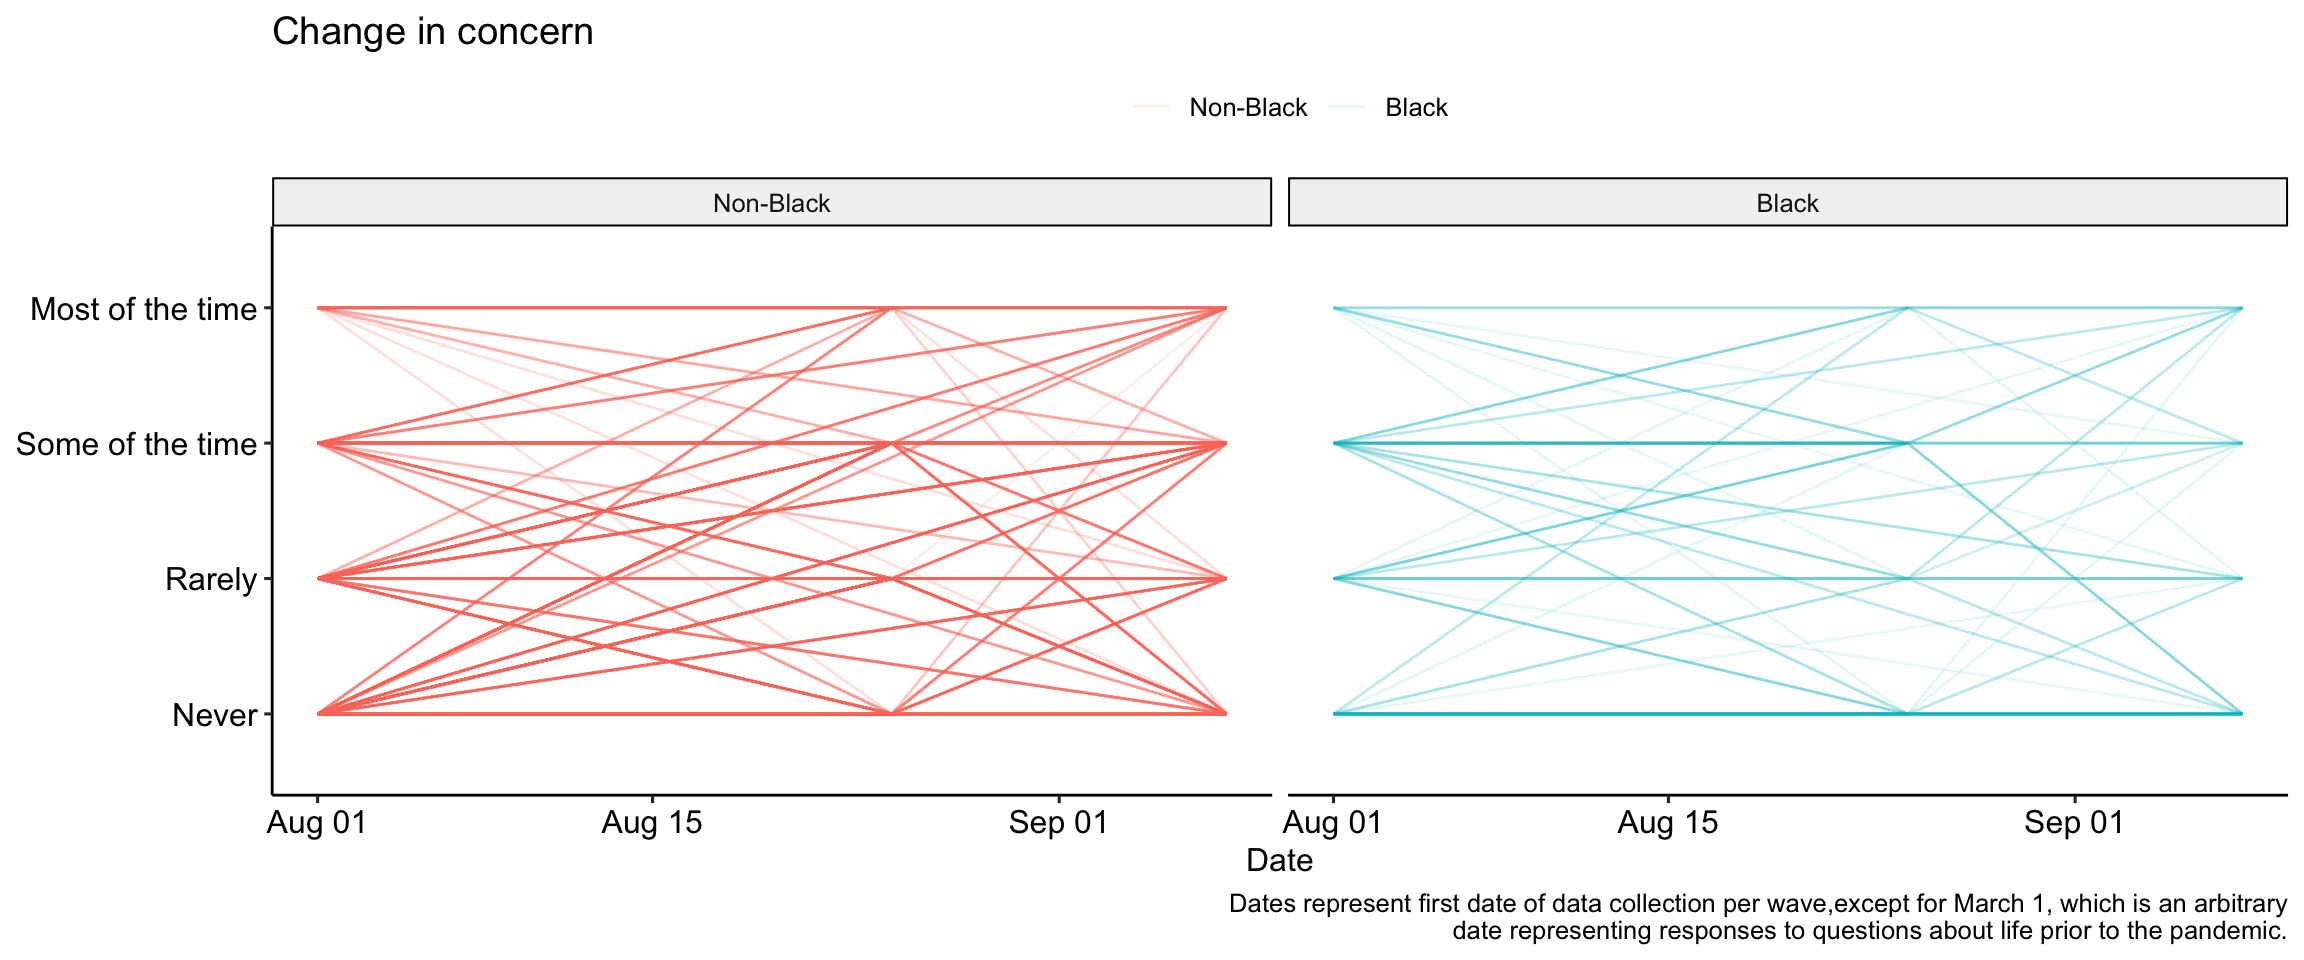 Change in concern
Non-Black
Black
Non-Black
Black
Most of the time
Some of the time
Rarely
Never
Aug 01
Aug 15
Sep 01
Aug 01
Aug 15
Sep 01
Date
Dates represent first date of data collection per wave,except for March 1, which is an arbitrary
date representing responses to questions about life prior to the pandemic.